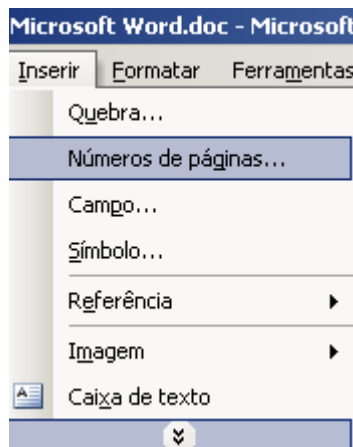 Microsoft Word.doc - Microsoft
Inserir Formatar Ferramentas
Quebra...
Números de páginas...
Campo...
Símbolo...
Referência
Imagem
Caixa de texto